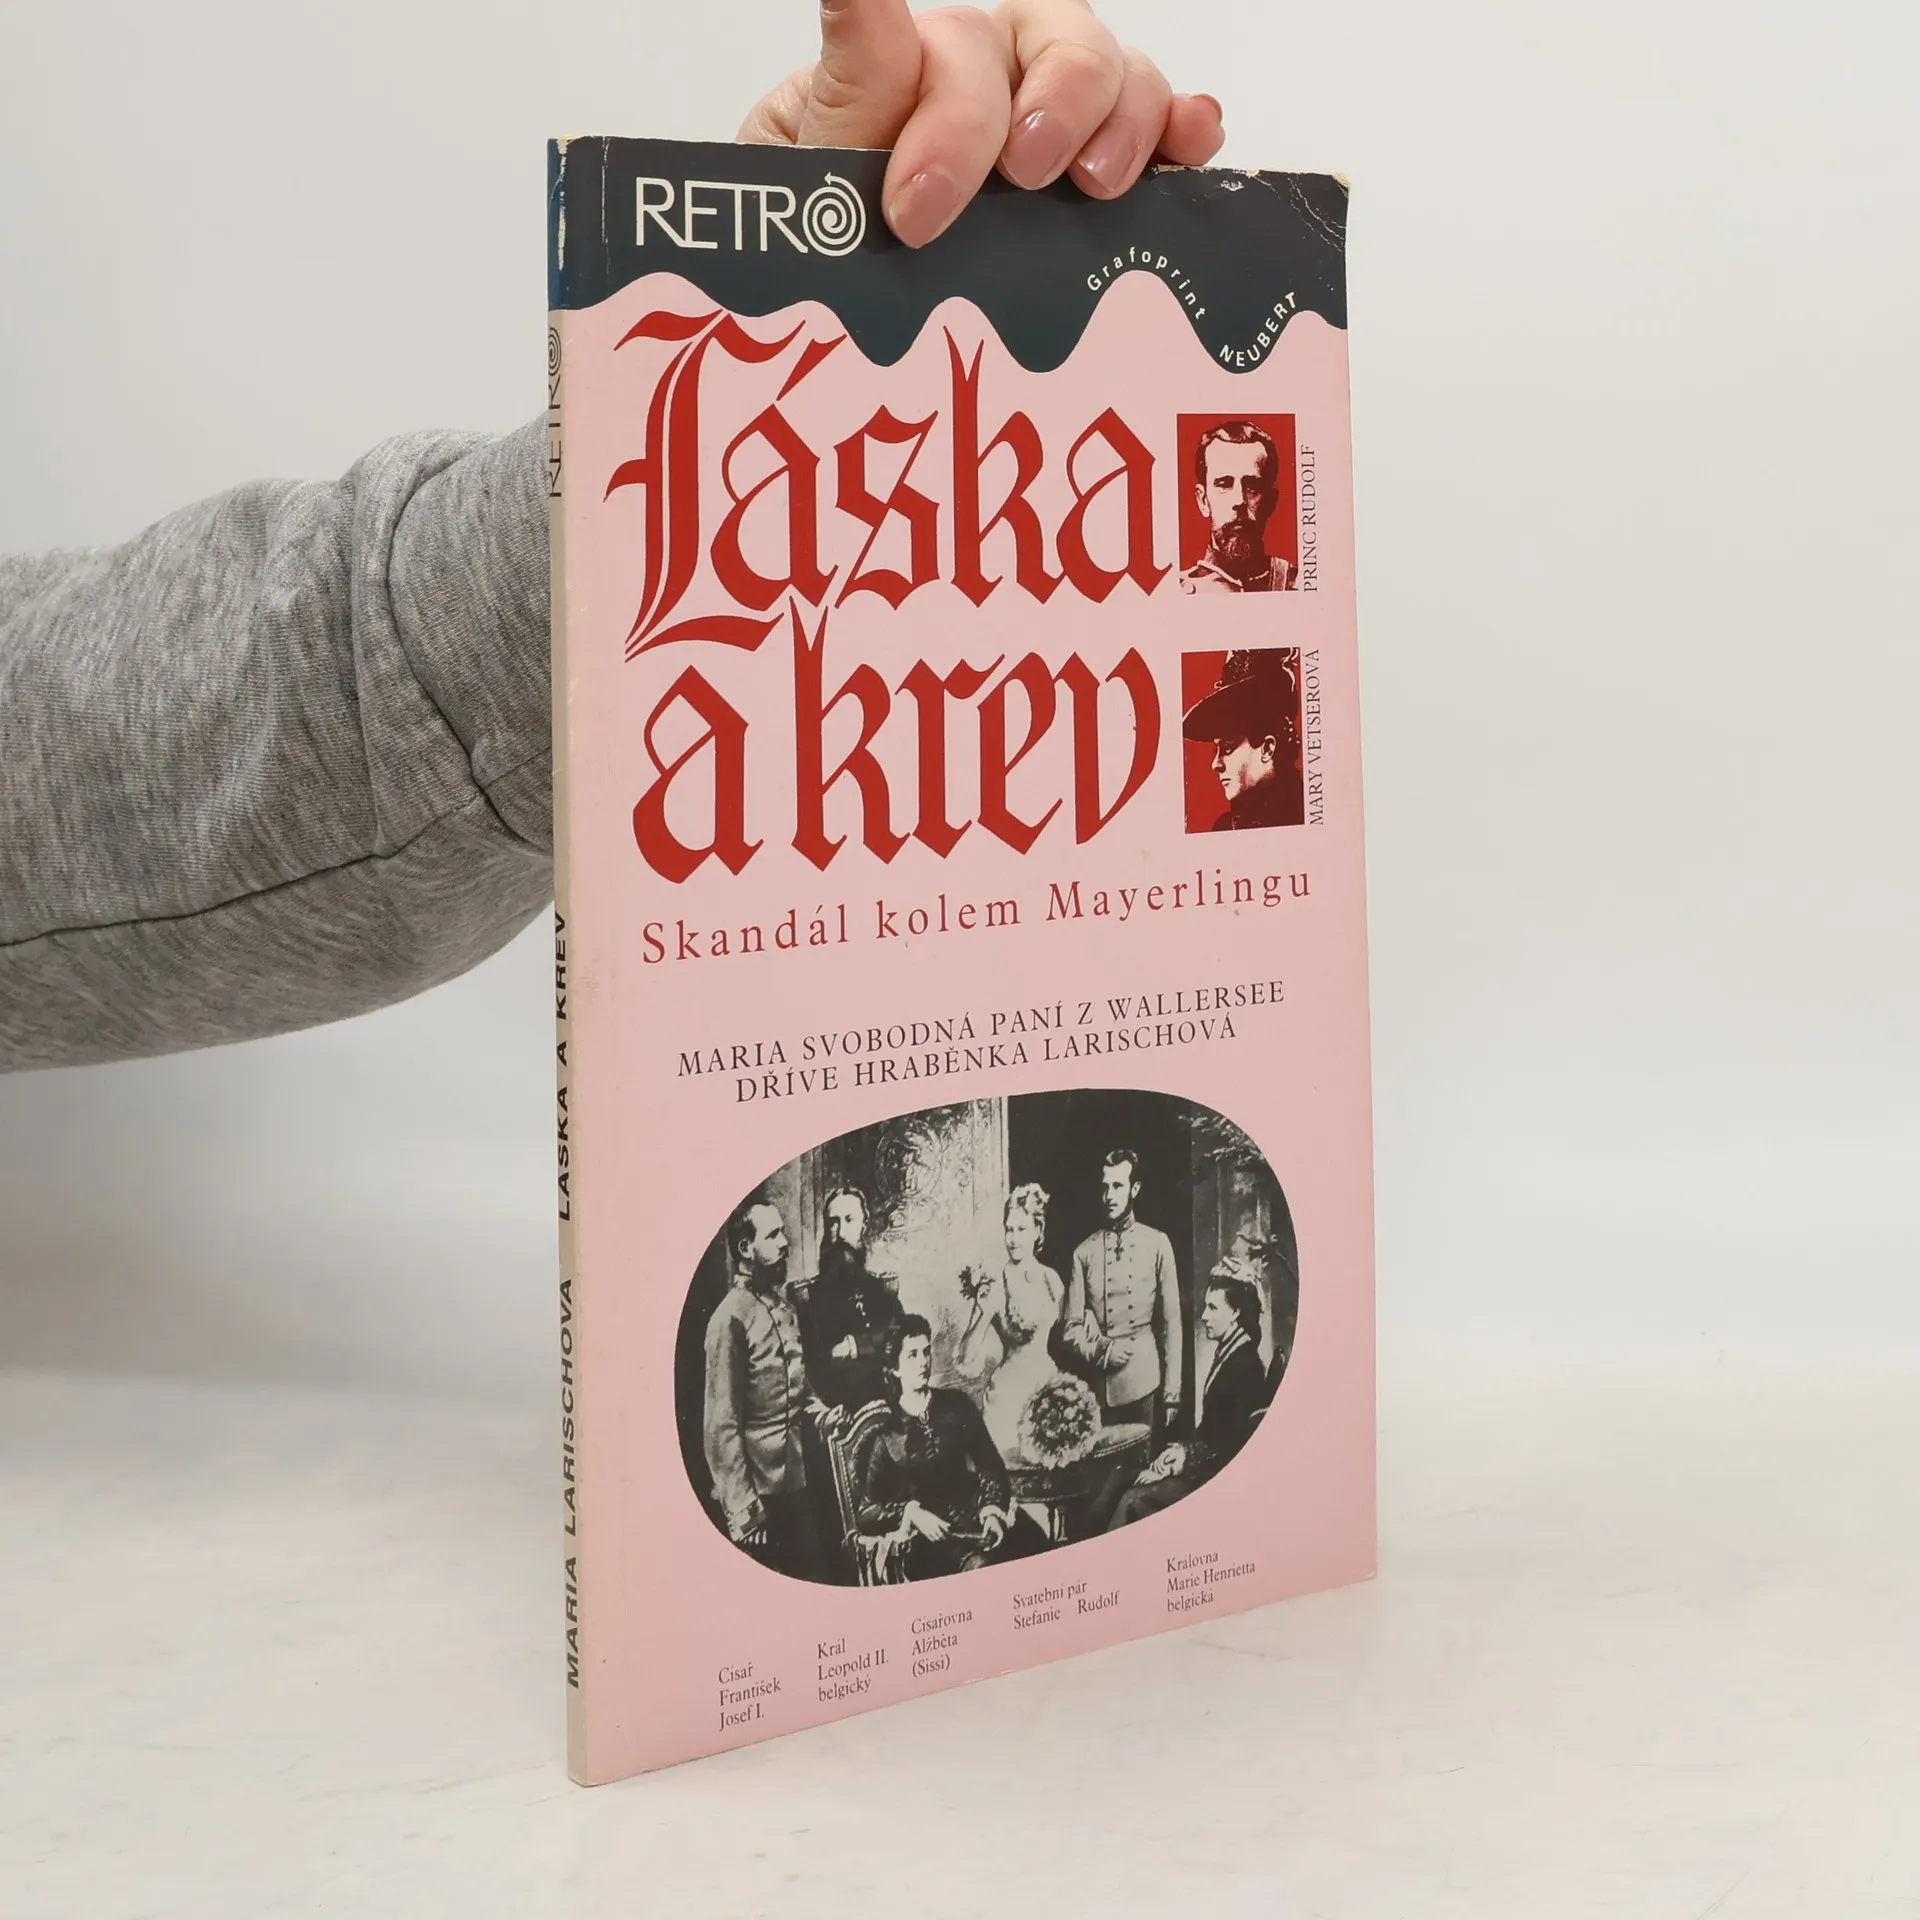 RETRO
Grafoprint
NEUBERT
Láska
a krev
PRINC RUDOLF
MARY VETSEROVÁ
Skandál kolem Mayerlingu
MARIA SVOBODNÁ PANÍ Z WALLERSEE
DŘÍVE HRABĚNKA LARISCHOVÁ
Císař
František
Josef I.
Král
Leopold II.
belgický
Císařovna
Alžběta
(Sissi)
Svatební pár
Stefanie Rudolf
Královna
Marie Henrietta
belgická
RETRO
MARIA LARISCHOVÁ LÁSKA A KREV